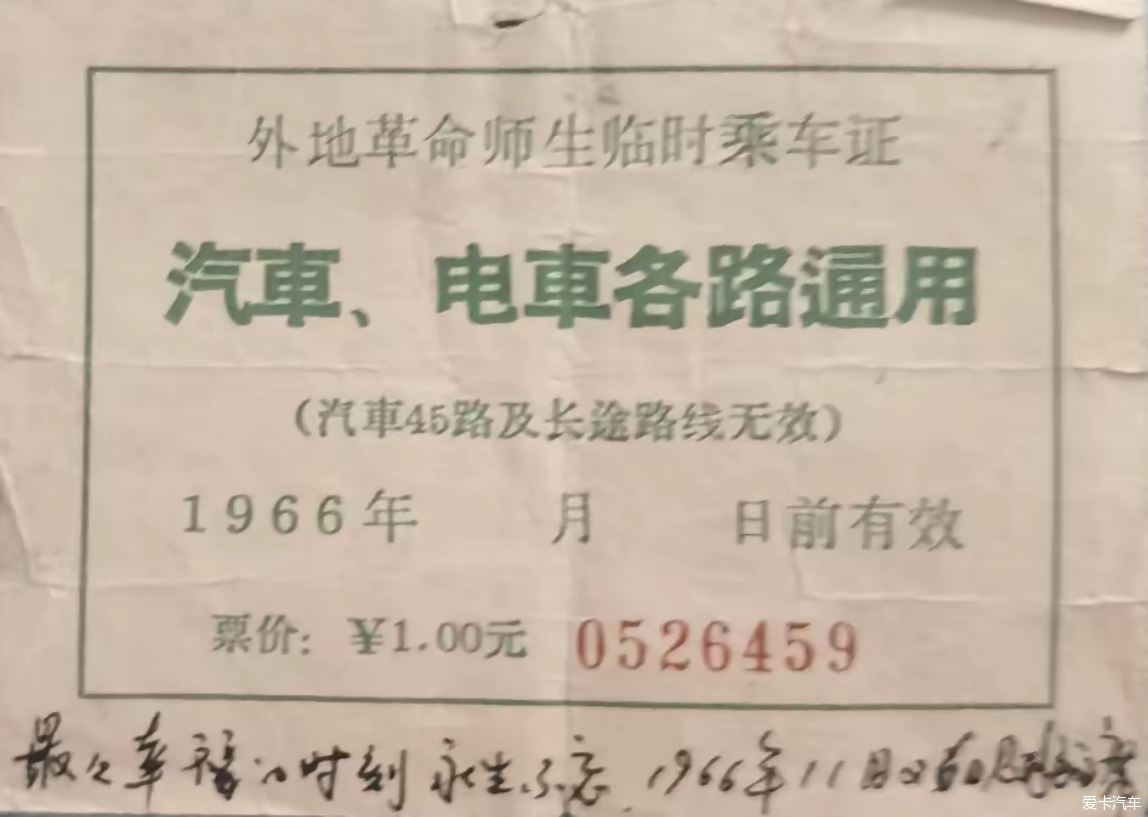 外地革命师生临时乘车证
汽車、电車各路通用
（汽車45路及长途路线无效）
1966年 月 日前有效
票价：￥1.00元 0526459
最々幸福の时刻 永生不忘 1966年11月
爱卡汽车